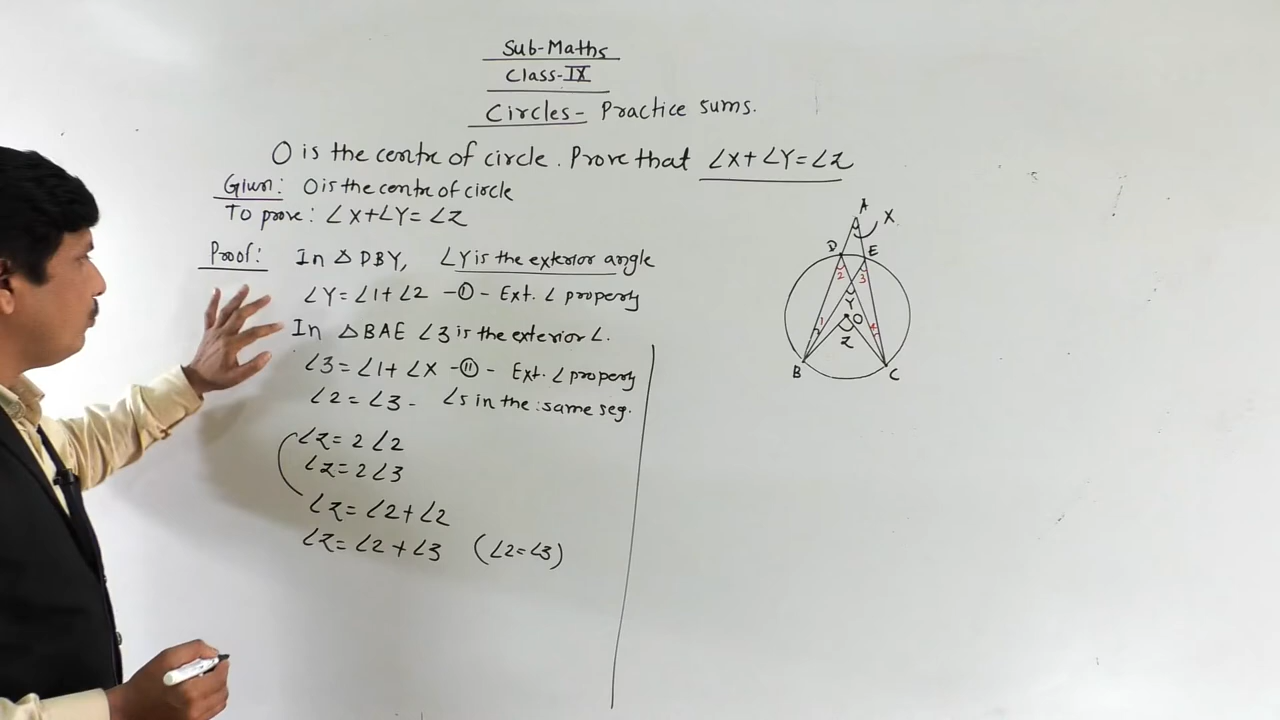 Sub-Maths
Class-IX
Circles- Practice sums.
O is the centre of circle. Prove that ∠X+∠Y=∠Z
Given: O is the centre of circle
To prove: ∠X+∠Y=∠Z
Proof: In △DBY, ∠Y is the exterior angle
∠Y=∠1+∠2 -①- Ext. ∠ property
In △BAE ∠3 is the exterior ∠.
∠3=∠1+∠X -⑪- Ext. ∠ property
∠2=∠3- ∠s in the same seg.
∠Z=2∠2
∠Z=2∠3
∠Z=∠2+∠2
∠Z=∠2+∠3 (∠2=∠3)
A
X
D
E
2
3
Y
1
O
4
Z
B
C